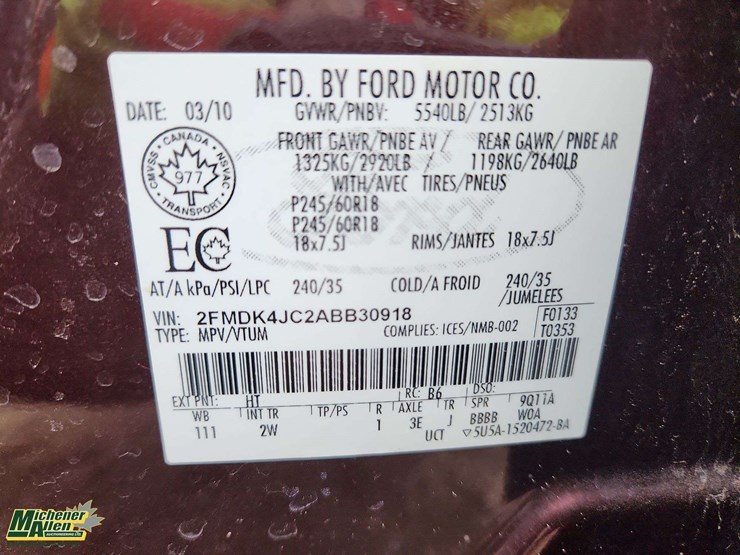 MFD. BY FORD MOTOR CO.
DATE: 03/10 GVWR/PNBV: 5540LB/ 2513KG
FRONT GAWR/PNBE AV / REAR GAWR/ PNBE AR
1325KG/2920LB / 1198KG/2640LB
WITH/AVEC TIRES/PNEUS
CANADA
CMVSS NSVAC
977
TRANSPORT
P245/60R18
P245/60R18
18x7.5J RIMS/JANTES 18x7.5J
EC
AT/A kPa/PSI/LPC 240/35 COLD/A FROID 240/35
/JUMELEES
VIN: 2FMDK4JC2ABB30918 F0133
TYPE: MPV/VTUM COMPLIES: ICES/NMB-002 T0353
EXT PNT: HT RC: B6 DSO:
WB INT TR TP/PS R AXLE TR SPR 9Q11A
111 2W 1 3E J BBBB W0A
UCT ▽5U5A-1520472-BA
Michener
Allen
AUCTIONEERING LTD.